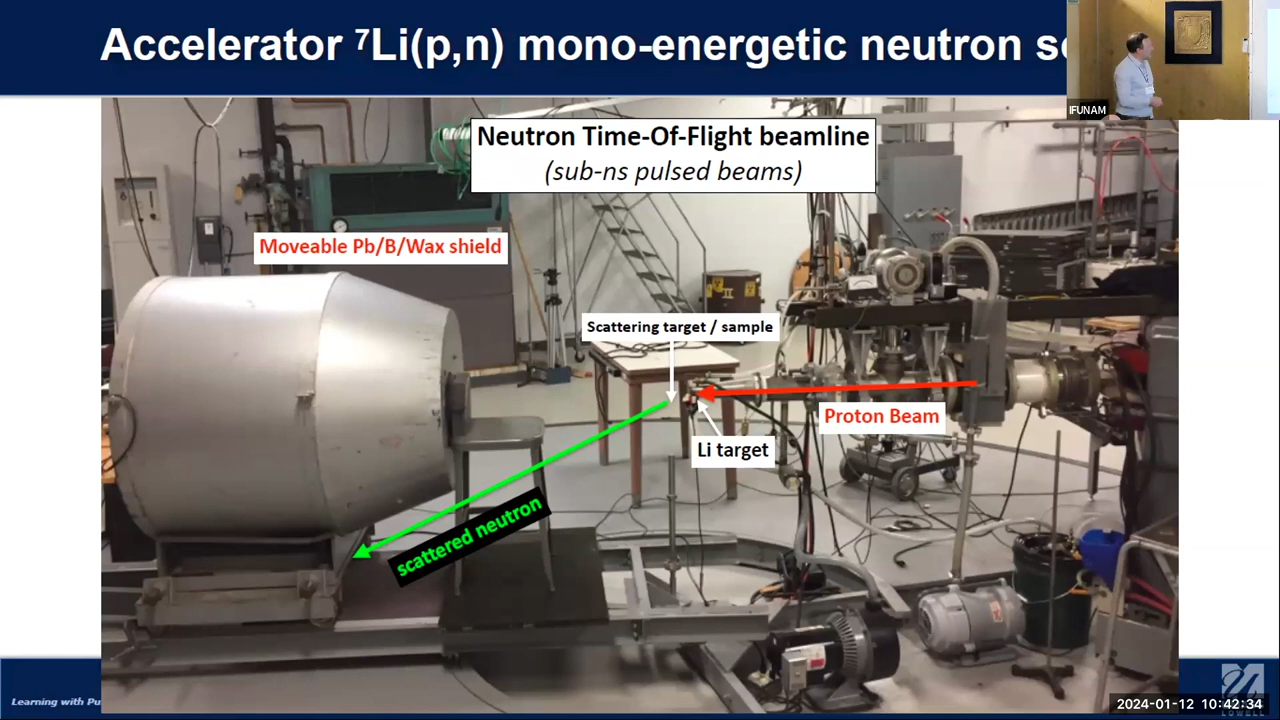 Accelerator ⁷Li(p,n) mono-energetic neutron
IFUNAM
Neutron Time-Of-Flight beamline
(sub-ns pulsed beams)
Moveable Pb/B/Wax shield
Scattering target / sample
Proton Beam
Li target
scattered neutron
Learning with
LOWELL
2024-01-12 10:42:34